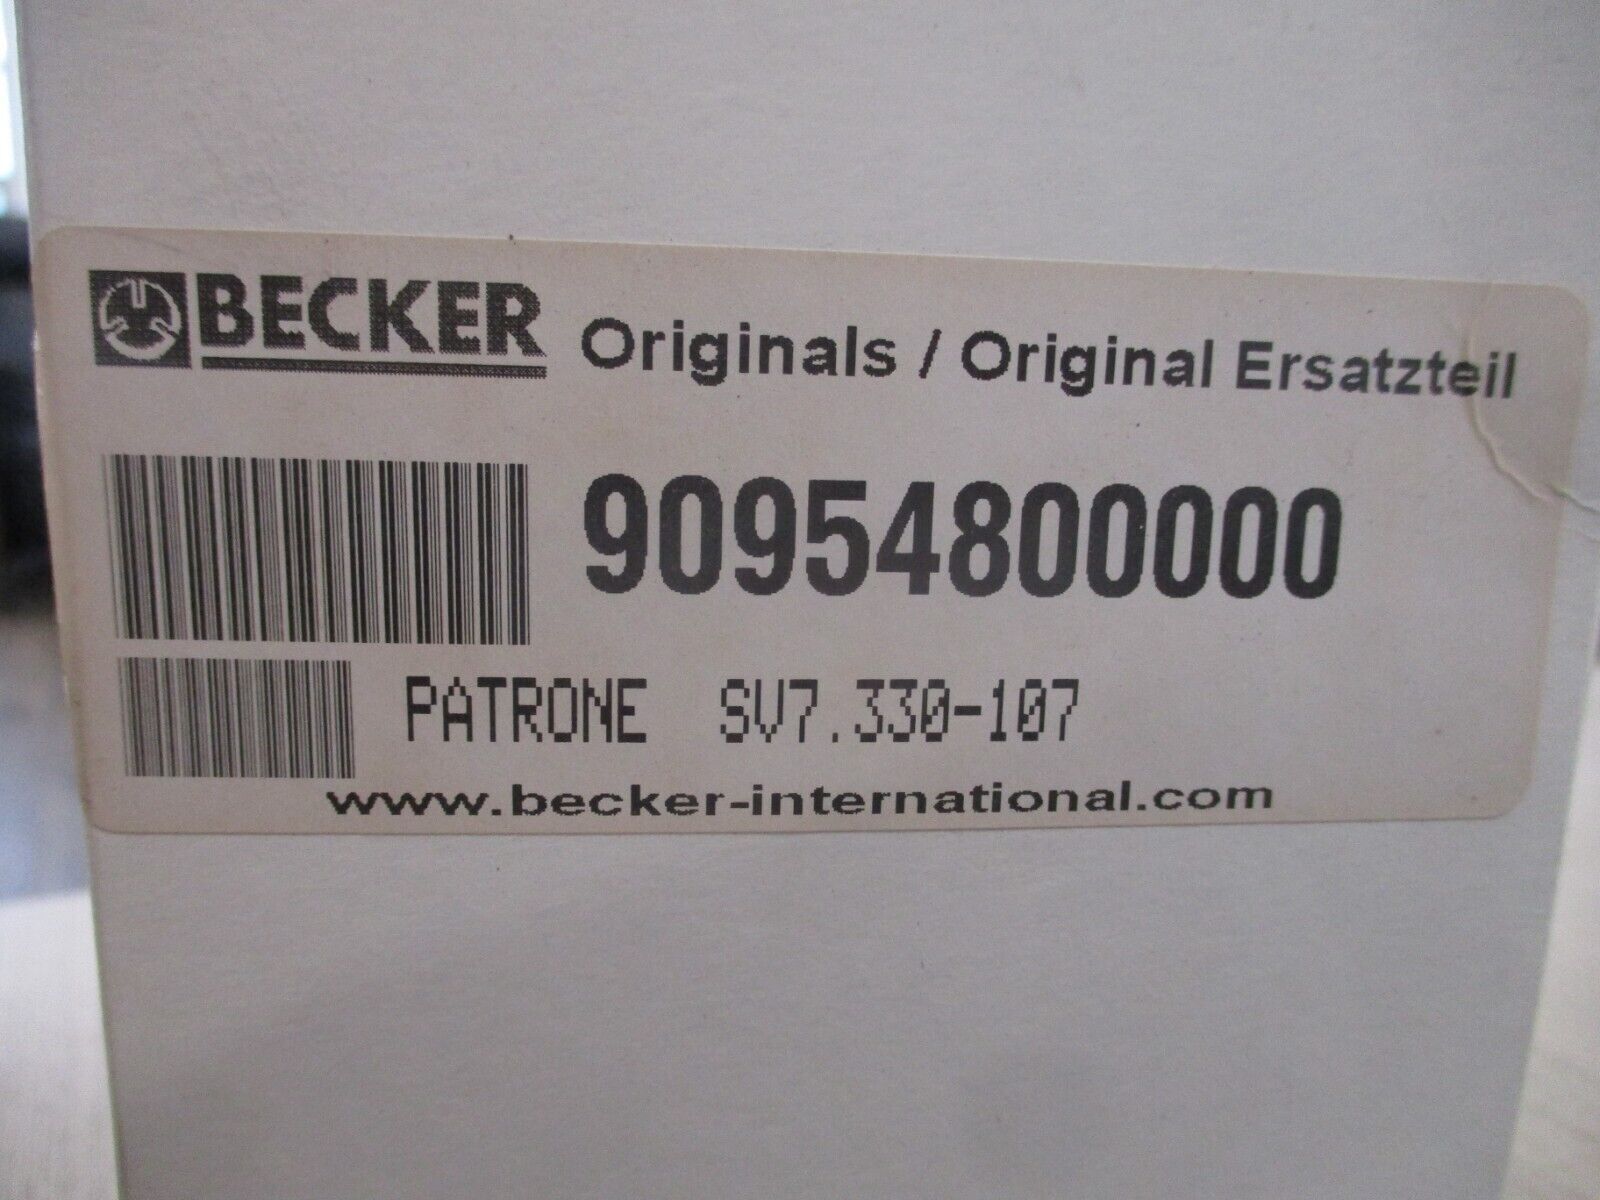 BECKER Originals / Original Ersatzteil
90954800000
PATRONE SV7.330-107
www.becker-international.com